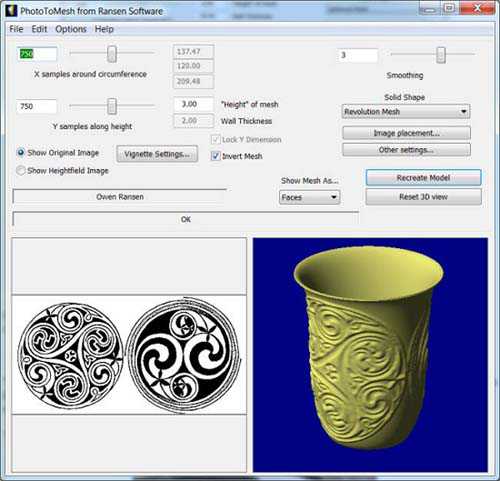 PhotoToMesh from Ransen Software
File Edit Options Help
750
137.47
120.00
209.48
X samples around circumference
3
Smoothing
750
Y samples along height
3.00 "Height" of mesh
2.00 Wall Thickness
Solid Shape
Revolution Mesh
Lock Y Dimension
Image placement...
Show Original Image
Vignette Settings...
Invert Mesh
Other settings...
Show Heightfield Image
Show Mesh As...
Recreate Model
Owen Ransen
Faces
Reset 3D view
OK